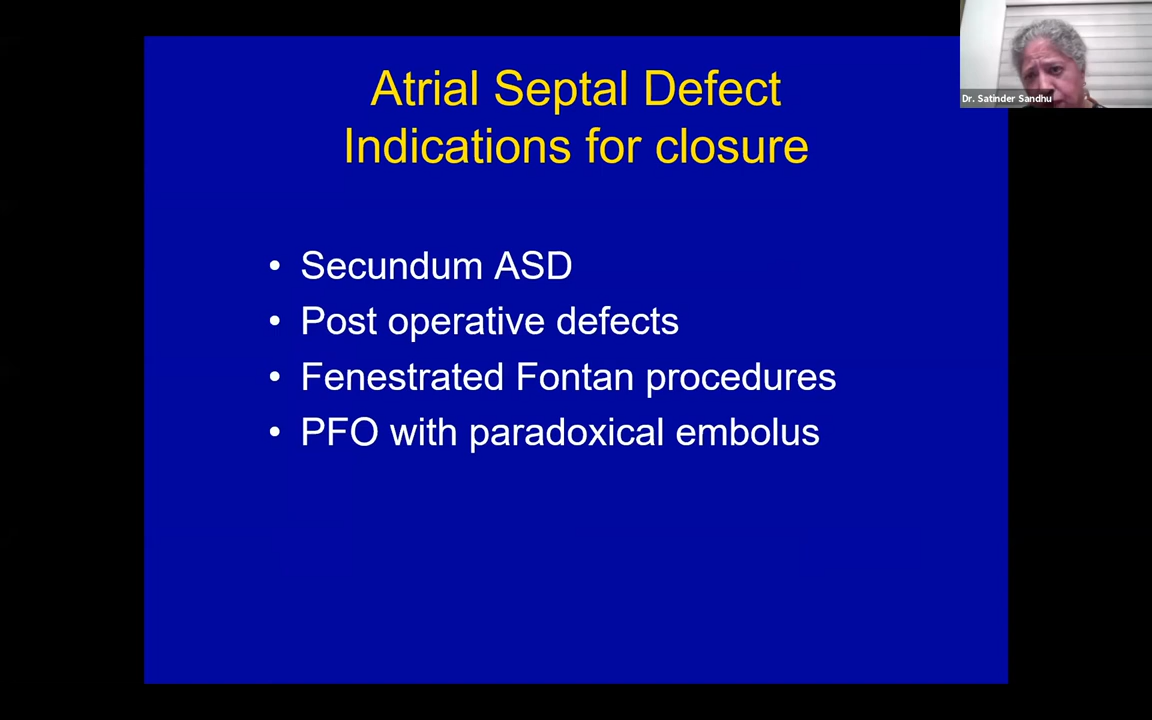 Atrial Septal Defect
Indications for closure
• Secundum ASD
• Post operative defects
• Fenestrated Fontan procedures
• PFO with paradoxical embolus
Dr. Satinder Sandhu